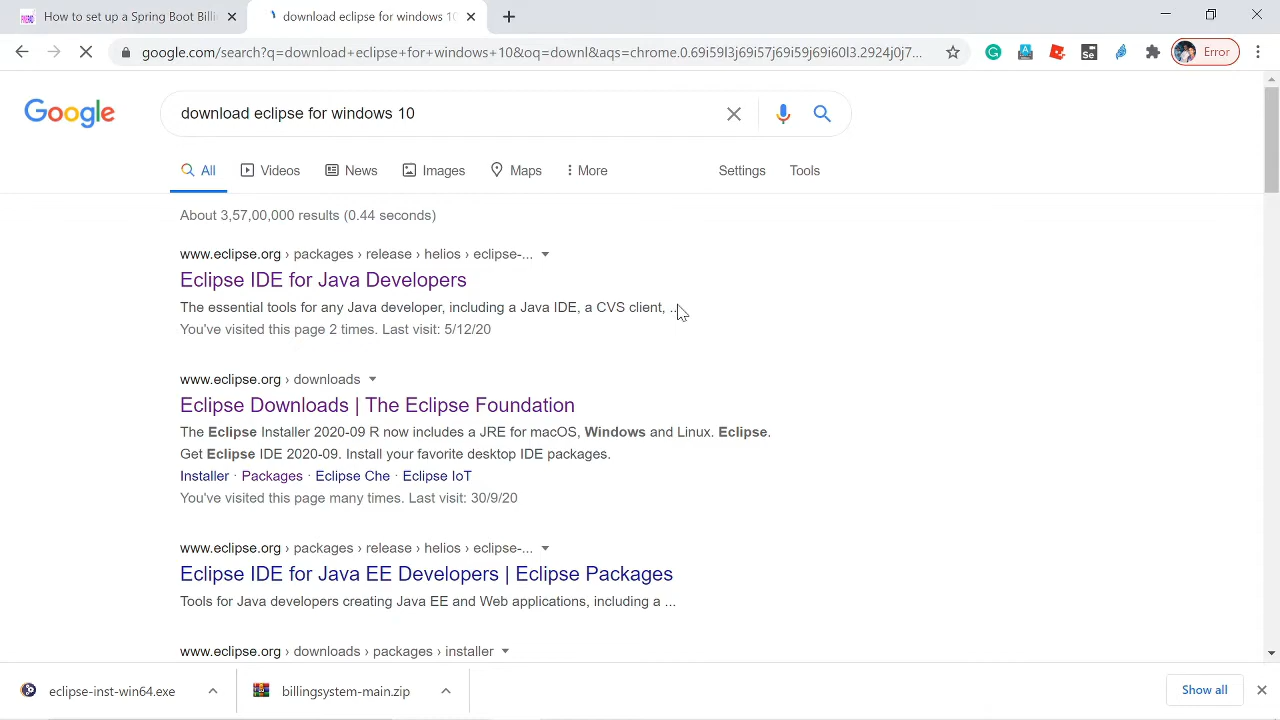 How to set up a Spring Boot Billi
download eclipse for windows 10
google.com/search?q=download+eclipse+for+windows+10&oq=downl&aqs=chrome.0.69i59l3j69i57j69i59j69i60l3.2924j0j7...
Error
Google
download eclipse for windows 10
All
Videos
News
Images
Maps
More
Settings
Tools
About 3,57,00,000 results (0.44 seconds)
www.eclipse.org › packages › release › helios › eclipse-...
Eclipse IDE for Java Developers
The essential tools for any Java developer, including a Java IDE, a CVS client, ...
You've visited this page 2 times. Last visit: 5/12/20
www.eclipse.org › downloads
Eclipse Downloads | The Eclipse Foundation
The Eclipse Installer 2020-09 R now includes a JRE for macOS, Windows and Linux. Eclipse.
Get Eclipse IDE 2020-09. Install your favorite desktop IDE packages.
Installer · Packages · Eclipse Che · Eclipse IoT
You've visited this page many times. Last visit: 30/9/20
www.eclipse.org › packages › release › helios › eclipse-...
Eclipse IDE for Java EE Developers | Eclipse Packages
Tools for Java developers creating Java EE and Web applications, including a ...
www.eclipse.org › downloads › packages › installer
eclipse-inst-win64.exe
billingsystem-main.zip
Show all